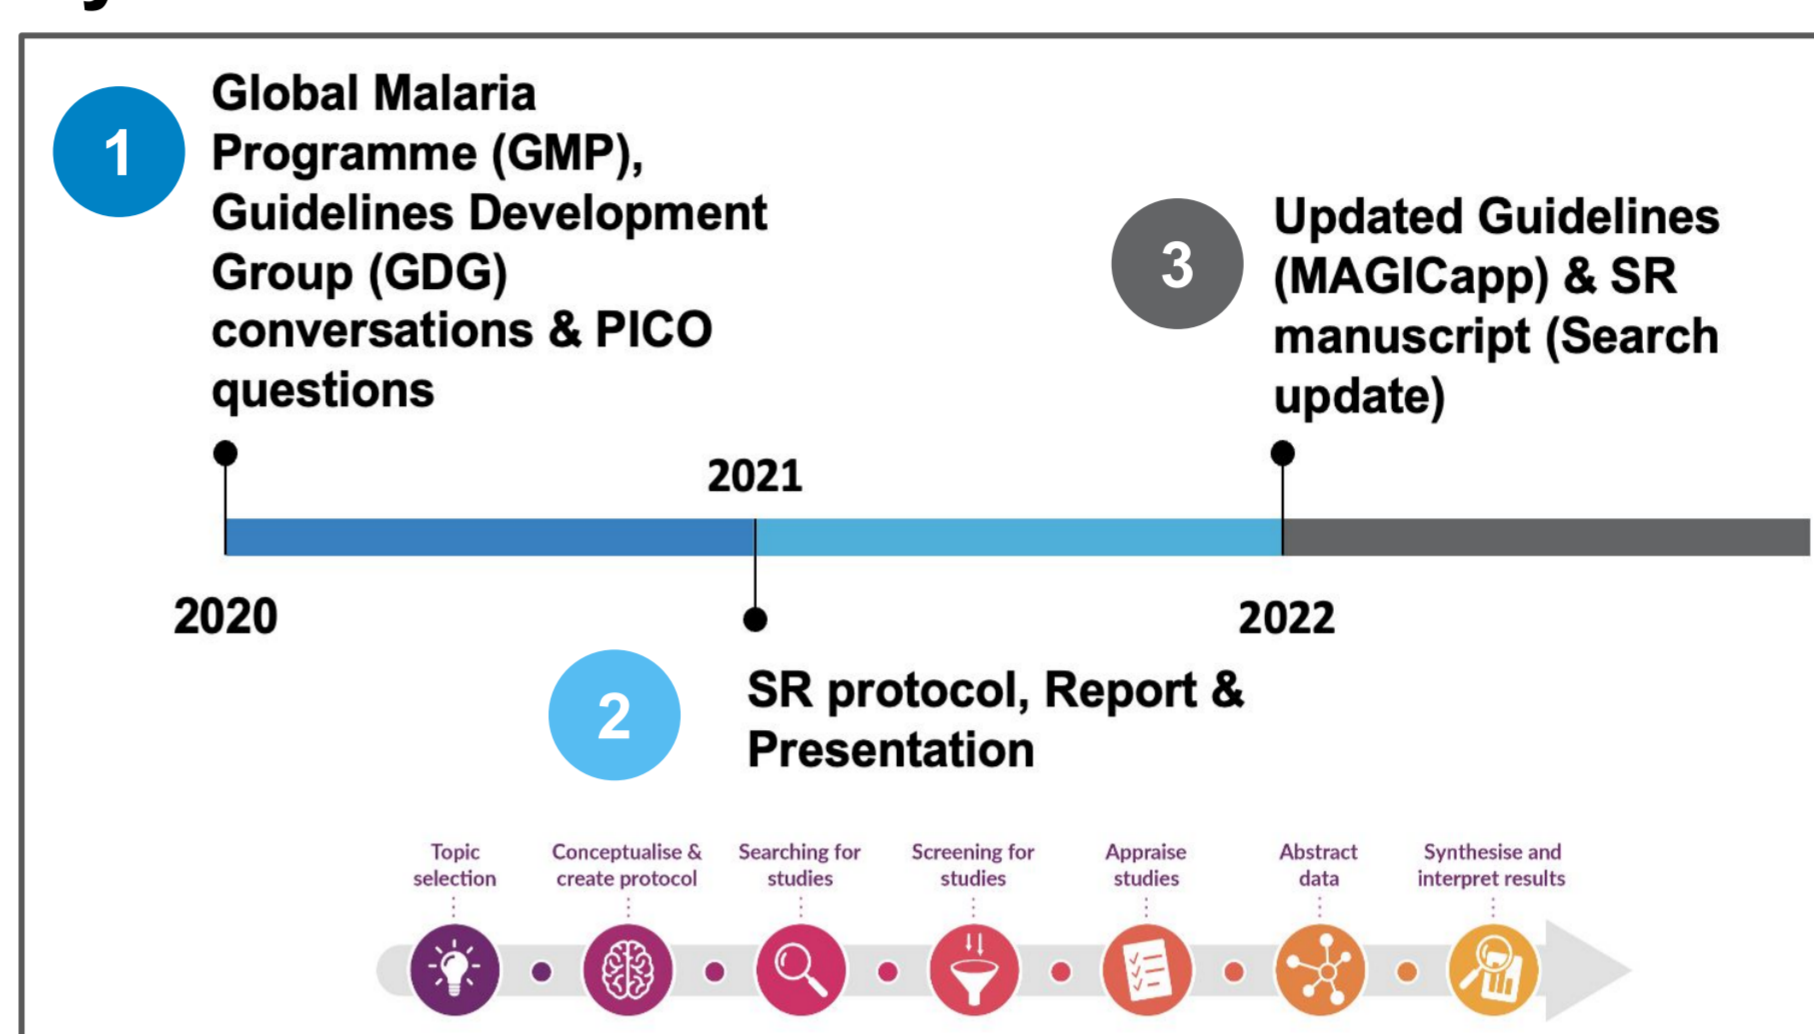 1
Global Malaria
Programme (GMP),
Guidelines Development
Group (GDG)
conversations & PICO
questions
3
Updated Guidelines
(MAGICapp) & SR
manuscript (Search
update)
2021
2020
2022
2
SR protocol, Report &
Presentation
Topic
selection
Conceptualise &
create protocol
Searching for
studies
Screening for
studies
Appraise
studies
Abstract
data
Synthesise and
interpret results